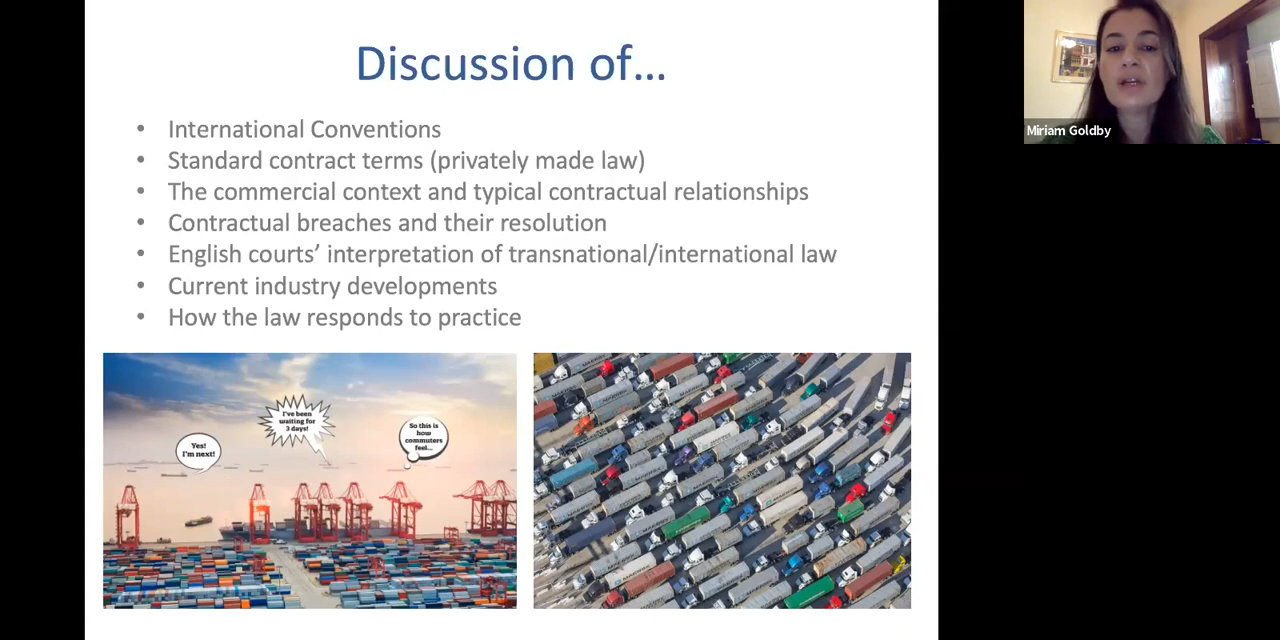 Discussion of…
• International Conventions
• Standard contract terms (privately made law)
• The commercial context and typical contractual relationships
• Contractual breaches and their resolution
• English courts’ interpretation of transnational/international law
• Current industry developments
• How the law responds to practice
Yes!
I'm next!
I've been
waiting for
3 days!
So this is
how
commuters
feel...
Miriam Goldby